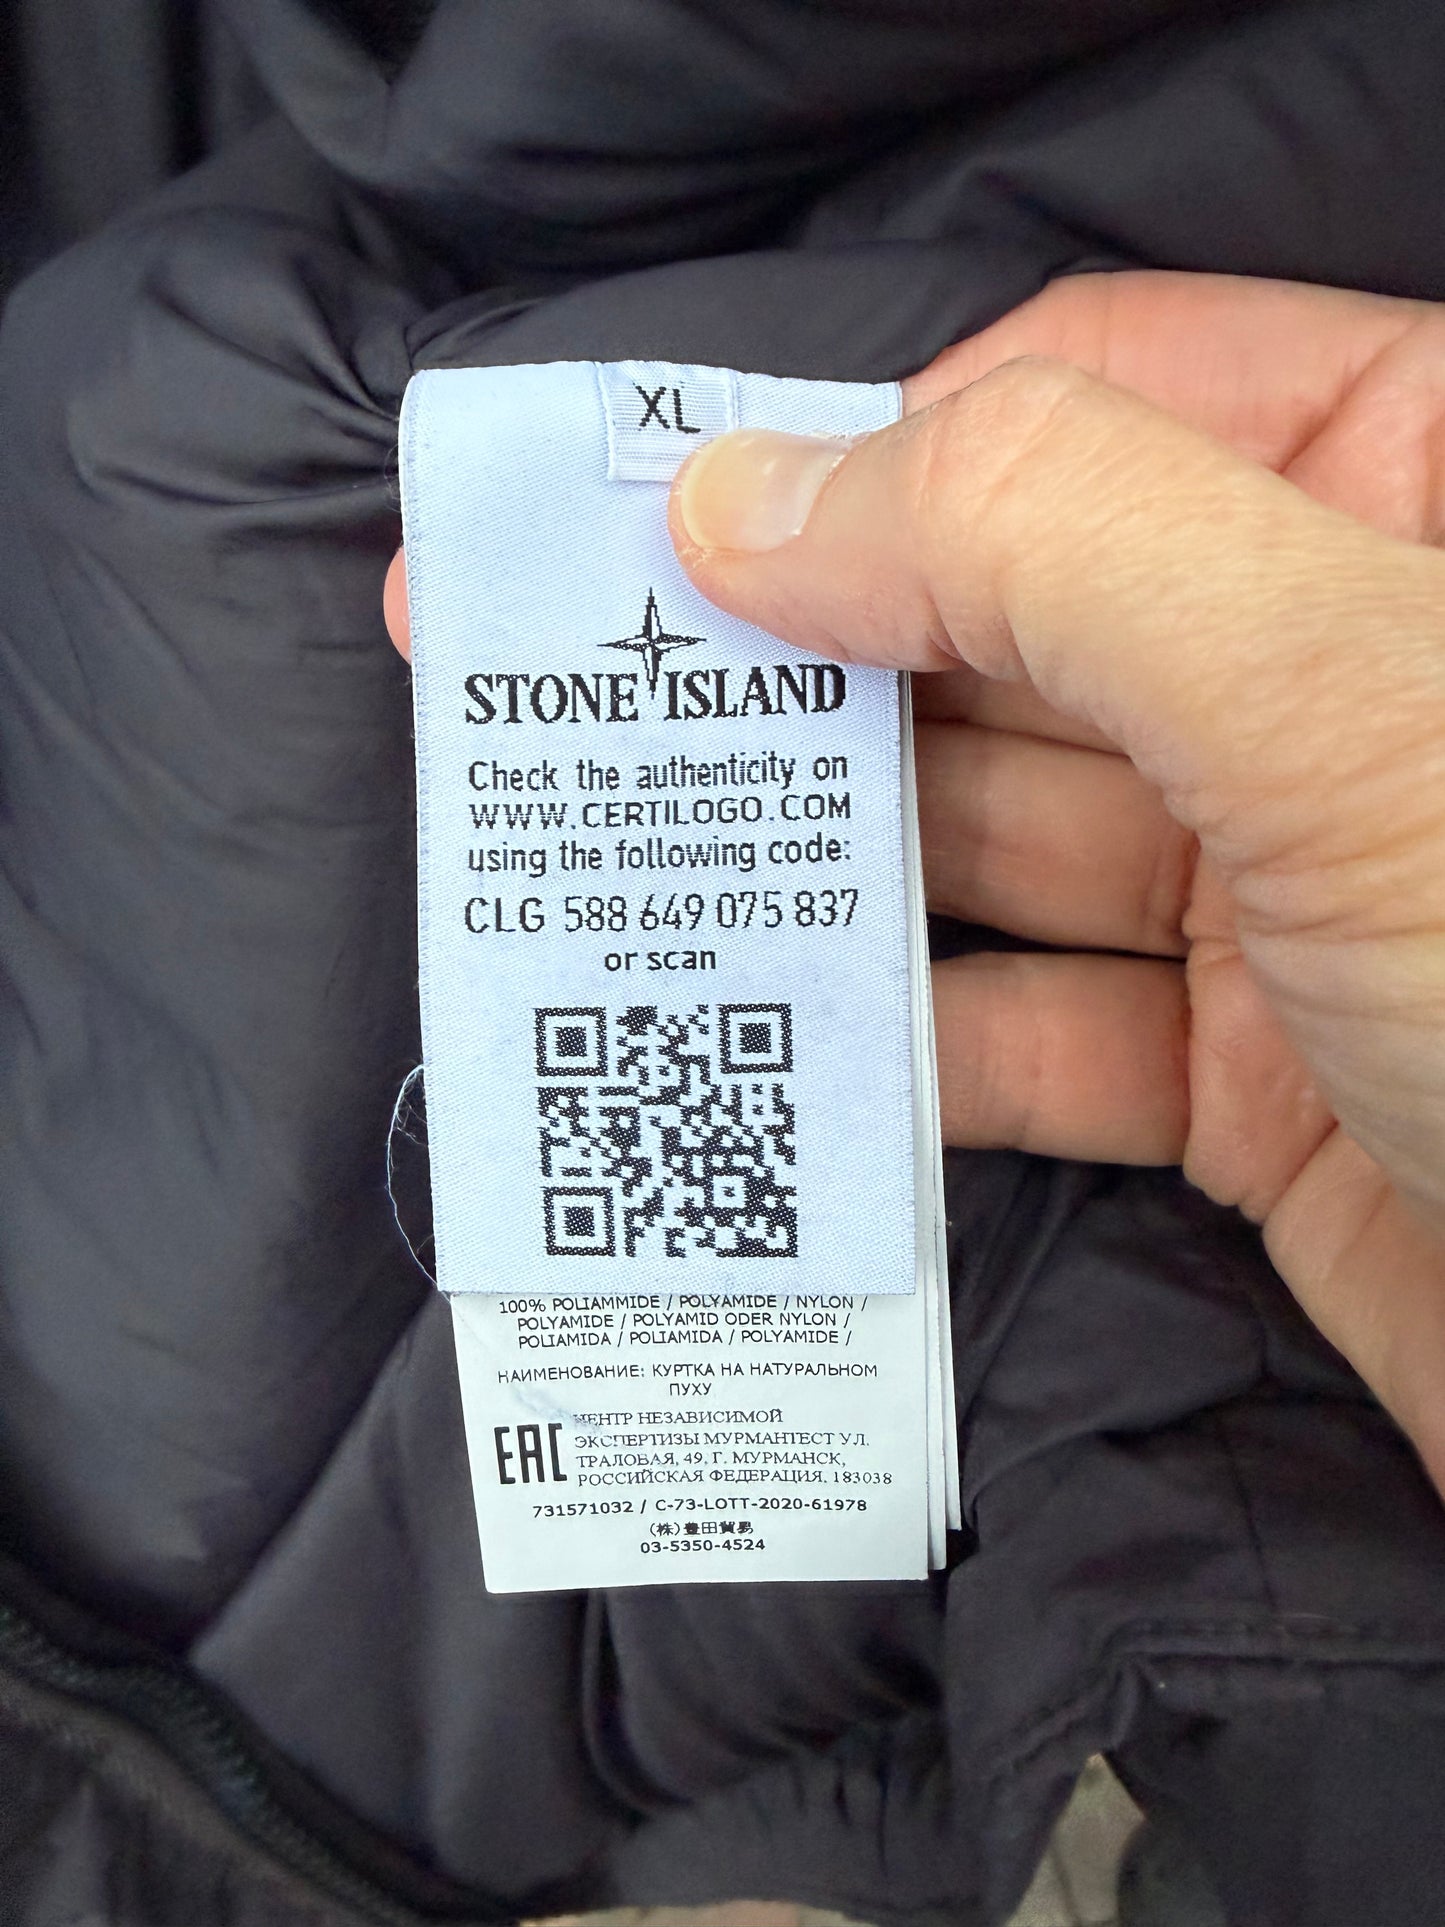 XL
STONE ISLAND
Check the authenticity on
WWW.CERTILOGO.COM
using the following code:
CLG 588 649 075 837
or scan
100% POLIAMMIDE / POLYAMIDE / NYLON /
POLYAMIDE / POLYAMID ODER NYLON /
POLIAMIDA / POLIAMIDA / POLYAMIDE /
НАИМЕНОВАНИЕ: КУРТКА НА НАТУРАЛЬНОМ
ПУХУ
EAC
ЦЕНТР НЕЗАВИСИМОЙ
ЭКСПЕРТИЗЫ МУРМАНТЕСТ УЛ.
ТРАЛОВАЯ, 49, Г. МУРМАНСК,
РОССИЙСКАЯ ФЕДЕРАЦИЯ, 183038
731571032 / C-73-LOTT-2020-61978
(株)豊田貿易
03-5350-4524